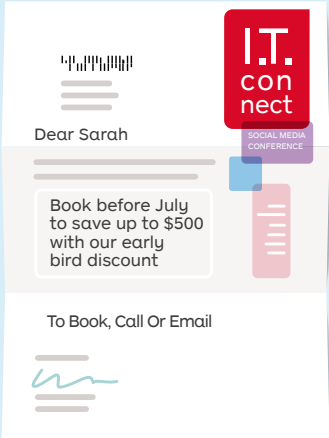 I.T.
con
nect
SOCIAL MEDIA
CONFERENCE
Dear Sarah
Book before July
to save up to $500
with our early
bird discount
To Book, Call Or Email